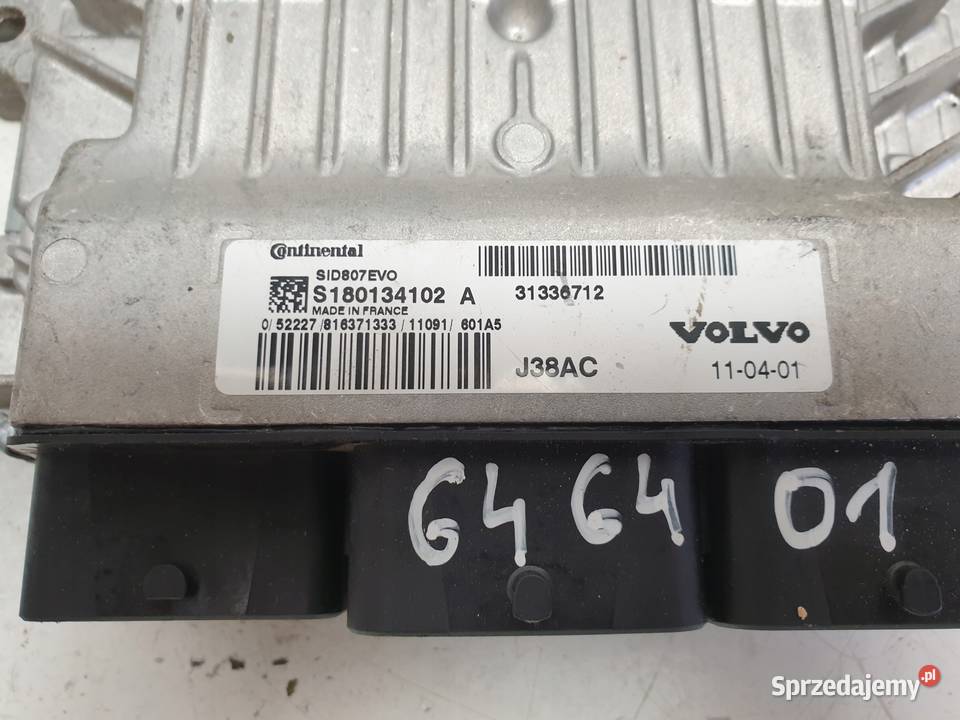 Continental
SID807EVO
S180134102 A
MADE IN FRANCE
0/52227/816371333/11091/601A5
31336712
VOLVO
J38AC
11-04-01
6464 01
Sprzedajemy.pl